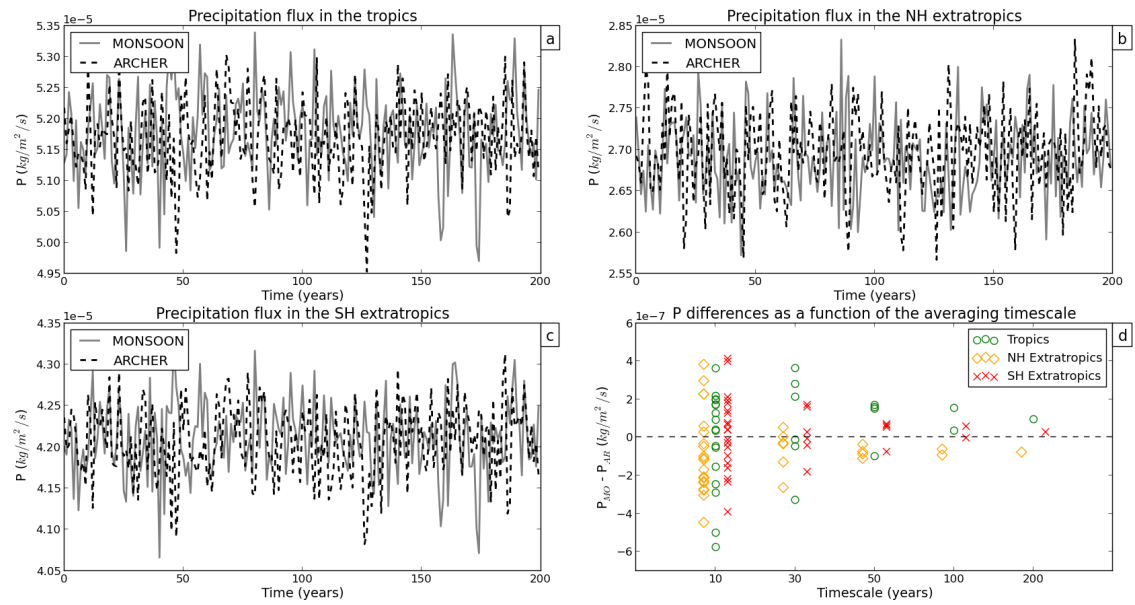 Precipitation flux in the tropics
1e−5
a
MONSOON
ARCHER
P (kg/m² /s)
5.35
5.30
5.25
5.20
5.15
5.10
5.05
5.00
4.95
0 50 100 150 200
Time (years)
Precipitation flux in the NH extratropics
1e−5
b
MONSOON
ARCHER
P (kg/m² /s)
2.85
2.80
2.75
2.70
2.65
2.60
2.55
0 50 100 150 200
Time (years)
Precipitation flux in the SH extratropics
1e−5
c
MONSOON
ARCHER
P (kg/m² /s)
4.35
4.30
4.25
4.20
4.15
4.10
4.05
0 50 100 150 200
Time (years)
P differences as a function of the averaging timescale
1e−7
d
Tropics
NH Extratropics
SH Extratropics
P_MO - P_AR (kg/m² /s)
6
4
2
0
−2
−4
−6
10 30 50 100 200
Timescale (years)